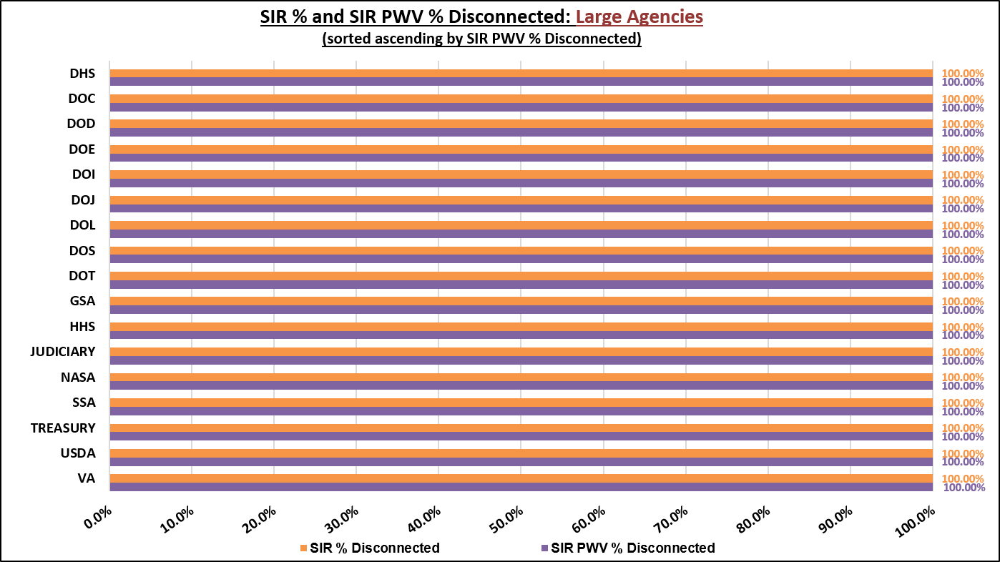 SIR % and SIR PWV % Disconnected: Large Agencies
(sorted ascending by SIR PWV % Disconnected)
DHS 100.00%
100.00%
DOC 100.00%
100.00%
DOD 100.00%
100.00%
DOE 100.00%
100.00%
DOI 100.00%
100.00%
DOJ 100.00%
100.00%
DOL 100.00%
100.00%
DOS 100.00%
100.00%
DOT 100.00%
100.00%
GSA 100.00%
100.00%
HHS 100.00%
100.00%
JUDICIARY 100.00%
100.00%
NASA 100.00%
100.00%
SSA 100.00%
100.00%
TREASURY 100.00%
100.00%
USDA 100.00%
100.00%
VA 100.00%
100.00%
0.0% 10.0% 20.0% 30.0% 40.0% 50.0% 60.0% 70.0% 80.0% 90.0% 100.0%
SIR % Disconnected SIR PWV % Disconnected